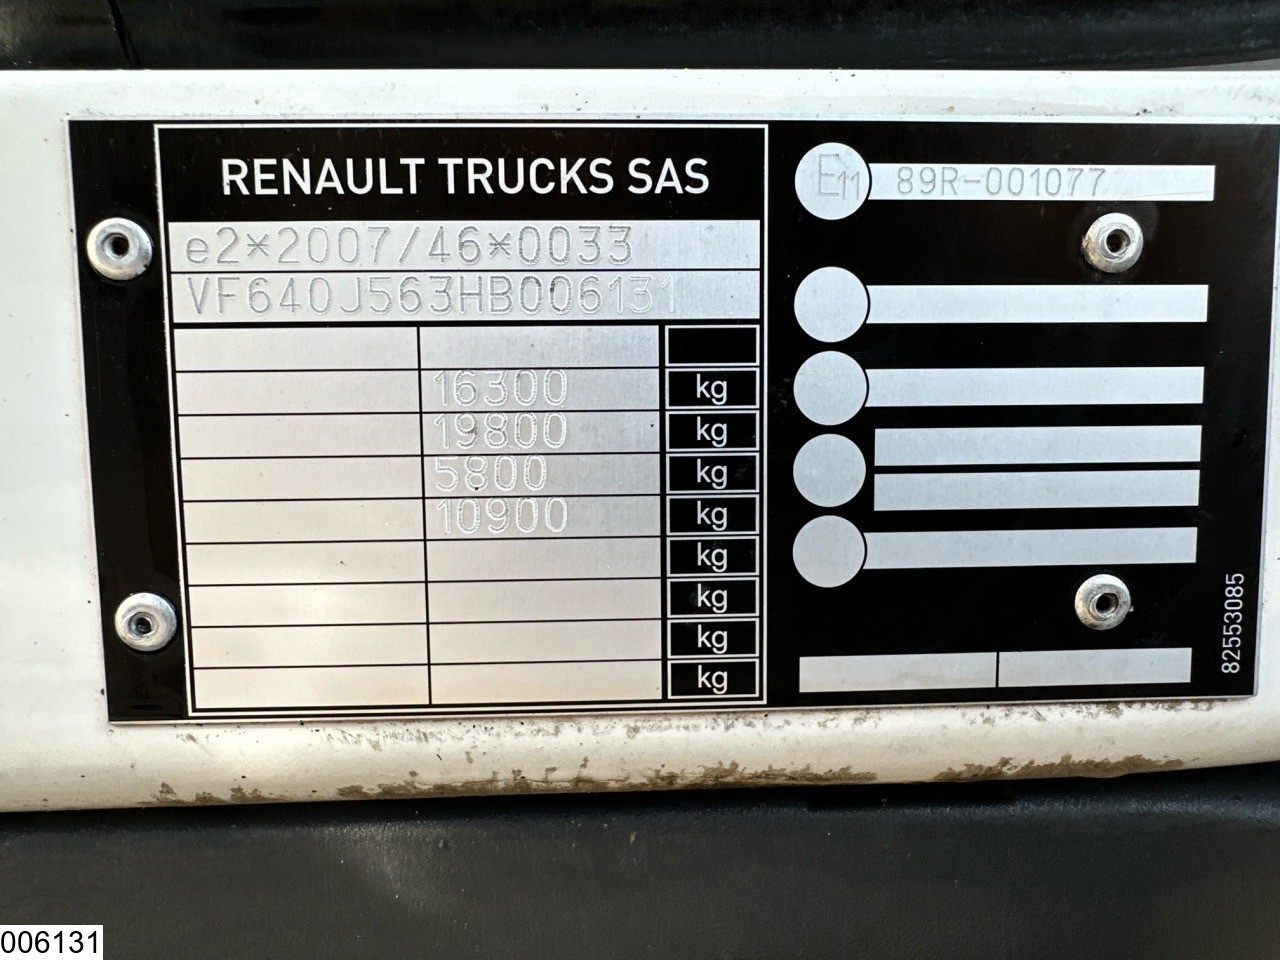 RENAULT TRUCKS SAS
e2*2007/46*0033
VF640J563HB006131
16300 kg
19800 kg
5800 kg
10900 kg
kg
kg
kg
kg
E11 89R-001077
82553085
006131